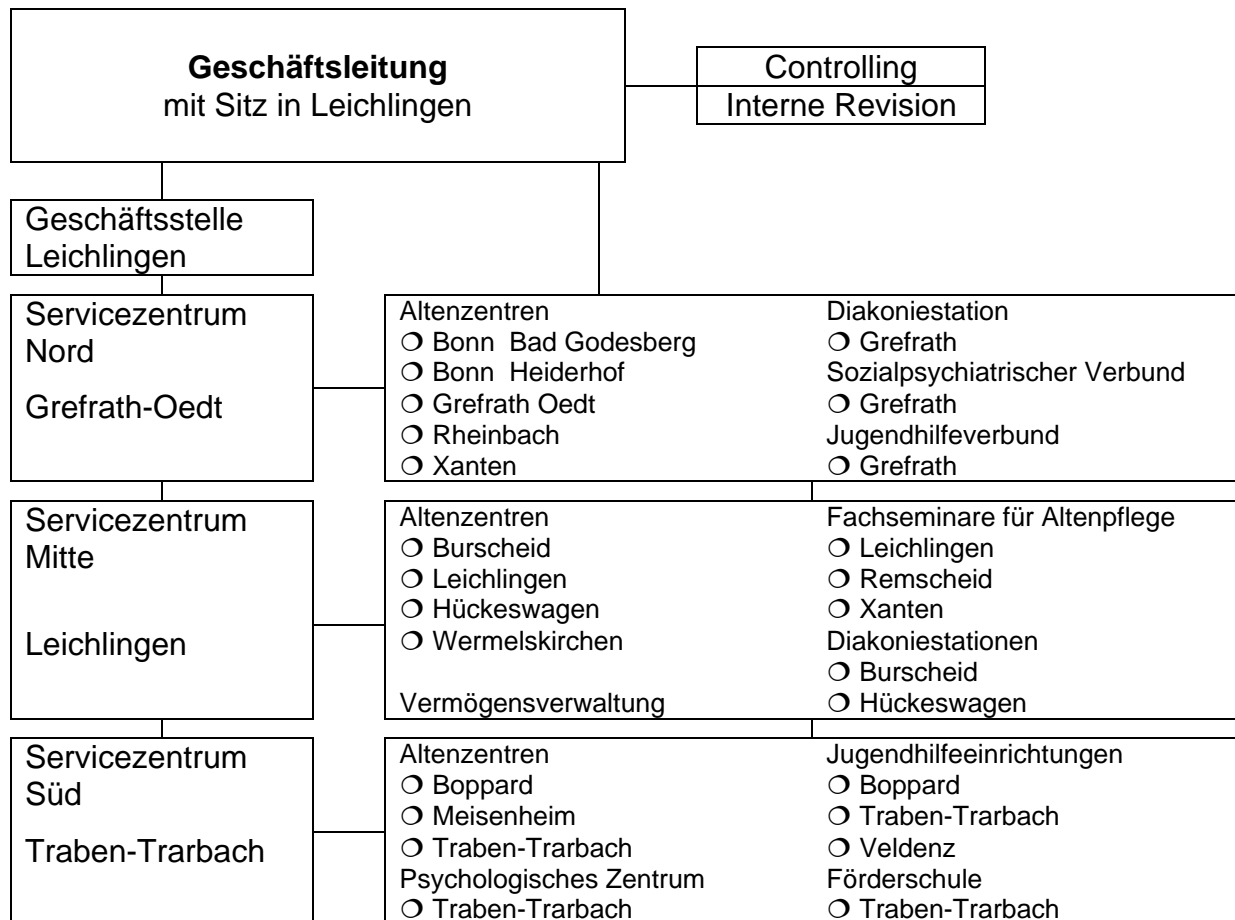 Geschäftsleitung
mit Sitz in Leichlingen
Controlling
Interne Revision
Geschäftsstelle
Leichlingen
Servicezentrum
Nord
Grefrath-Oedt
Altenzentren
❍ Bonn Bad Godesberg
❍ Bonn Heiderhof
❍ Grefrath Oedt
❍ Rheinbach
❍ Xanten
Diakoniestation
❍ Grefrath
Sozialpsychiatrischer Verbund
❍ Grefrath
Jugendhilfeverbund
❍ Grefrath
Servicezentrum
Mitte
Leichlingen
Altenzentren
❍ Burscheid
❍ Leichlingen
❍ Hückeswagen
❍ Wermelskirchen
Vermögensverwaltung
Fachseminare für Altenpflege
❍ Leichlingen
❍ Remscheid
❍ Xanten
Diakoniestationen
❍ Burscheid
❍ Hückeswagen
Servicezentrum
Süd
Traben-Trarbach
Altenzentren
❍ Boppard
❍ Meisenheim
❍ Traben-Trarbach
Psychologisches Zentrum
❍ Traben-Trarbach
Jugendhilfeeinrichtungen
❍ Boppard
❍ Traben-Trarbach
❍ Veldenz
Förderschule
❍ Traben-Trarbach